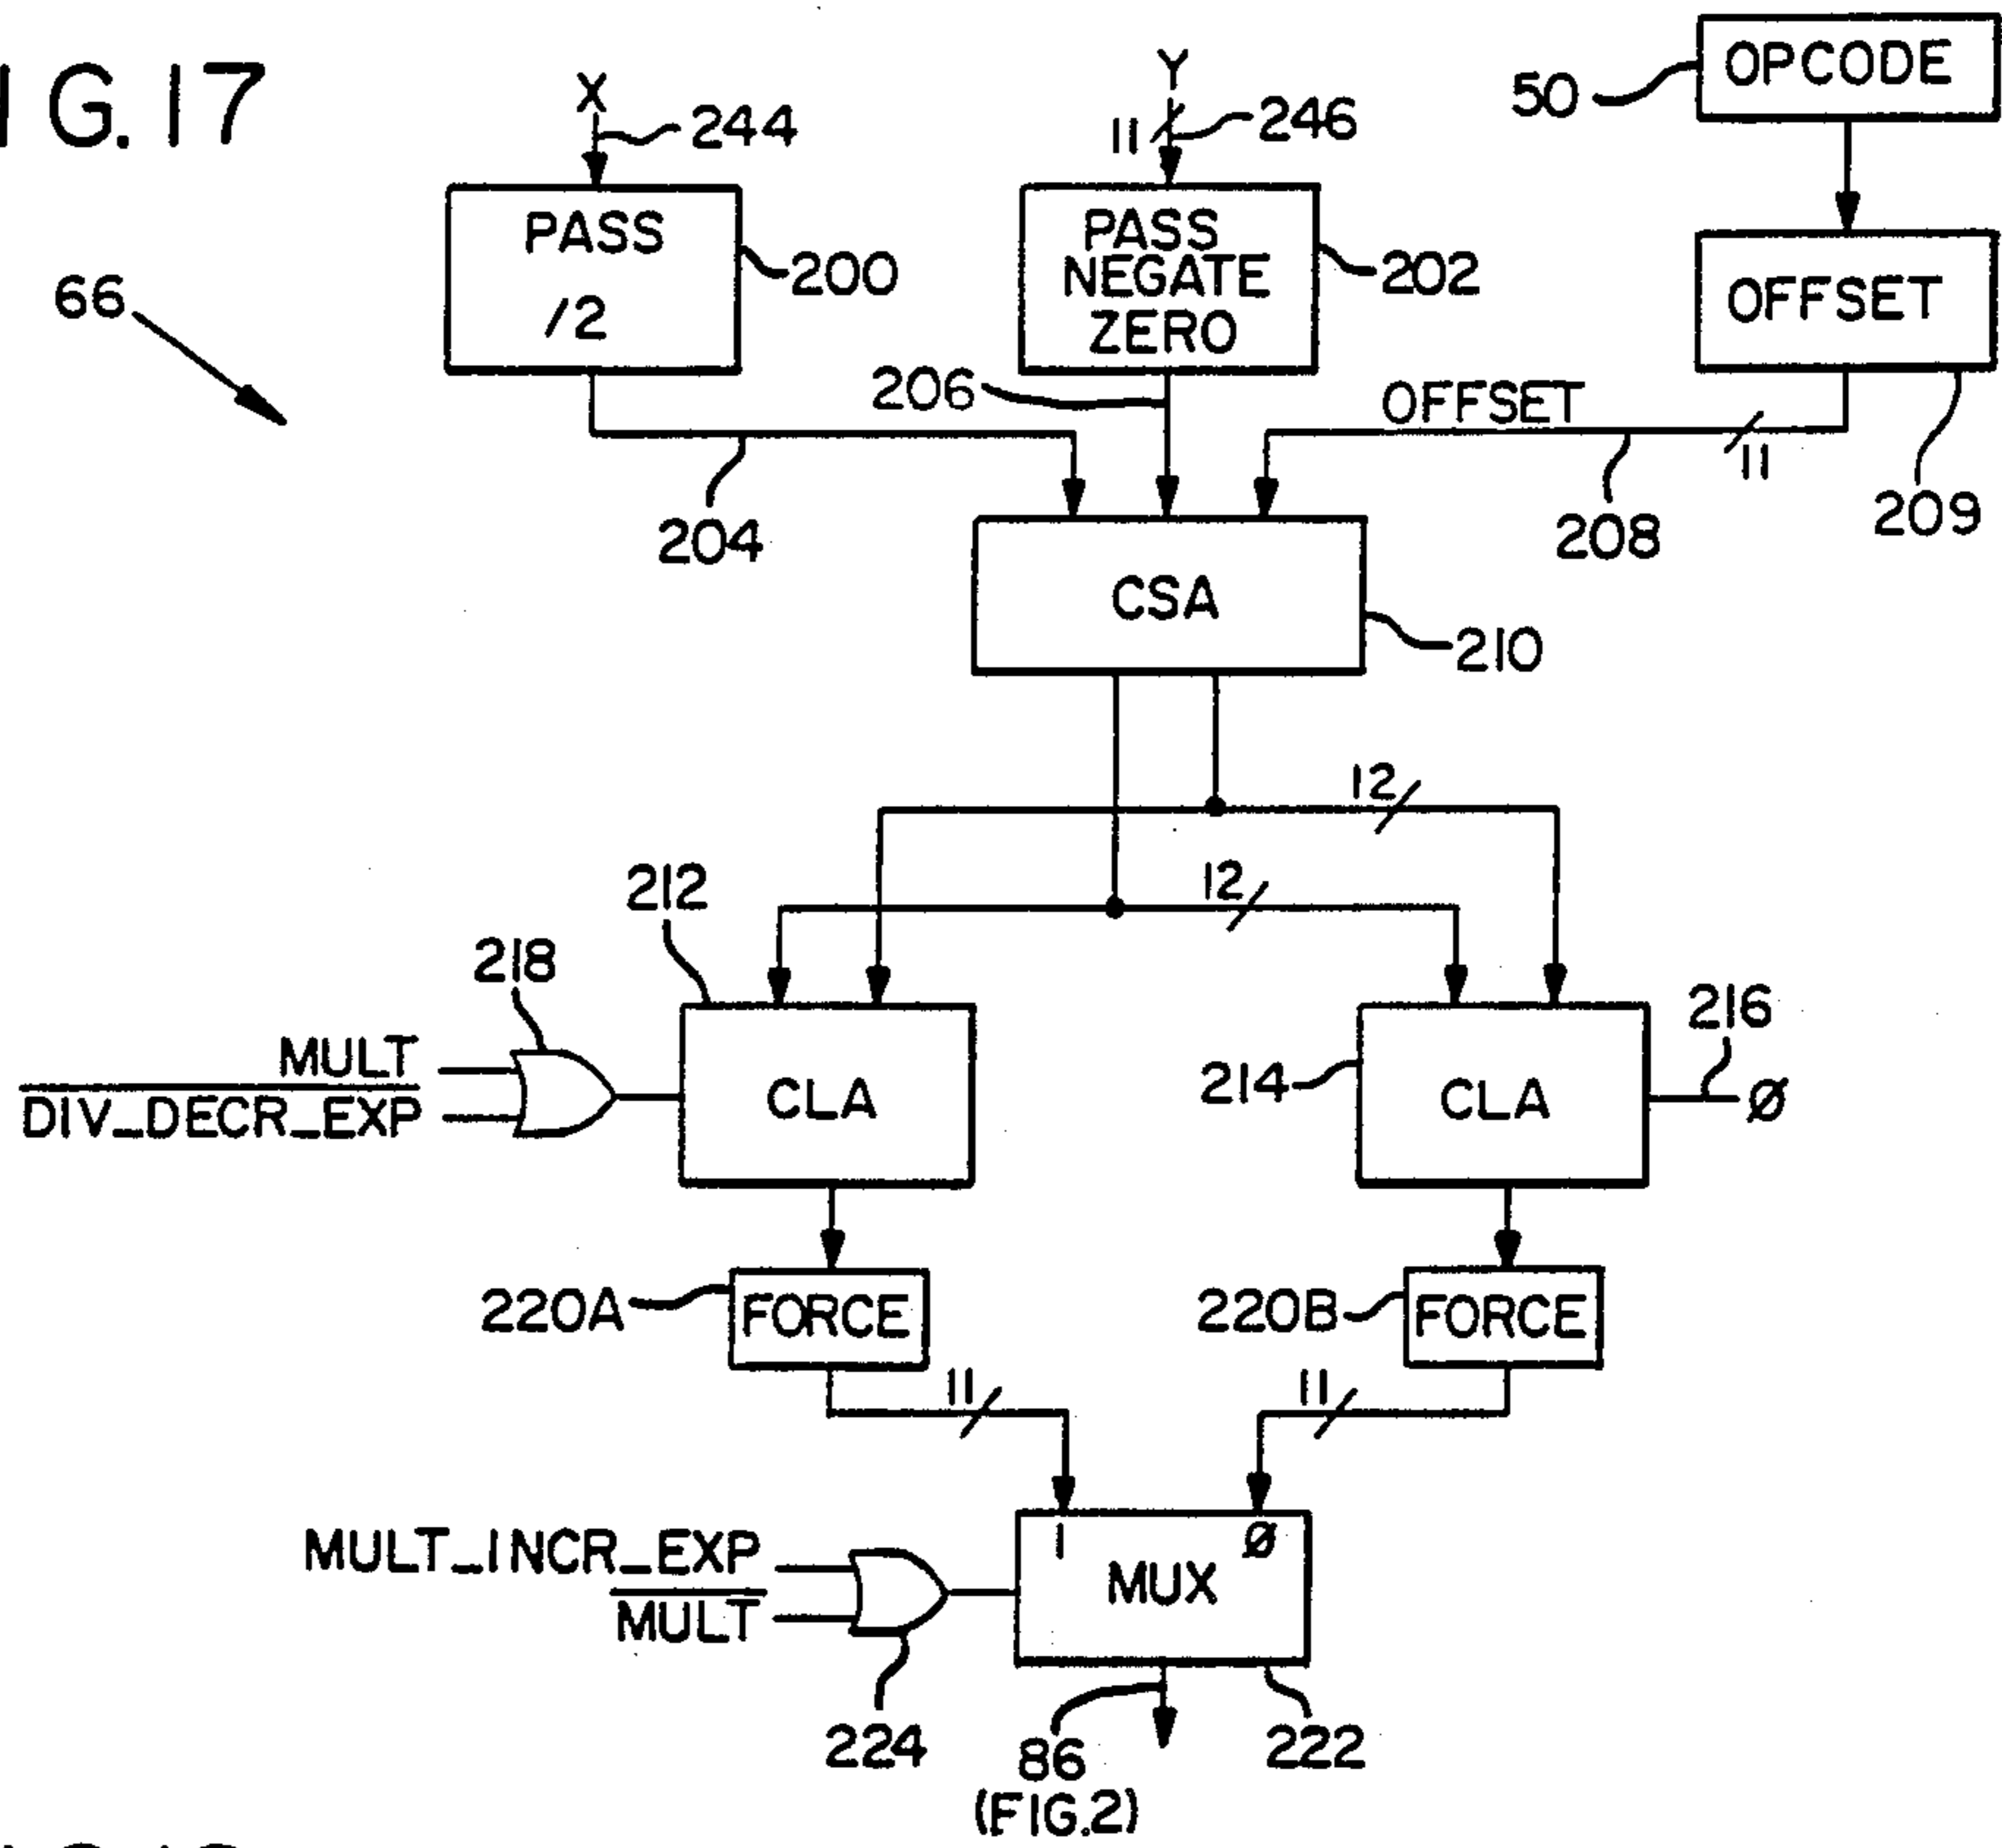 IG. 17
X
244
Y
11
246
50
OPCODE
PASS
/2
200
PASS
NEGATE
ZERO
202
OFFSET
66
206
OFFSET
11
204
208
209
CSA
210
12
12
212
218
MULT
DIV_DECR_EXP
CLA
214
CLA
216
Ø
220A
FORCE
220B
FORCE
11
11
MULT_INCR_EXP
MULT
1
Ø
MUX
224
86
(FIG.2)
222